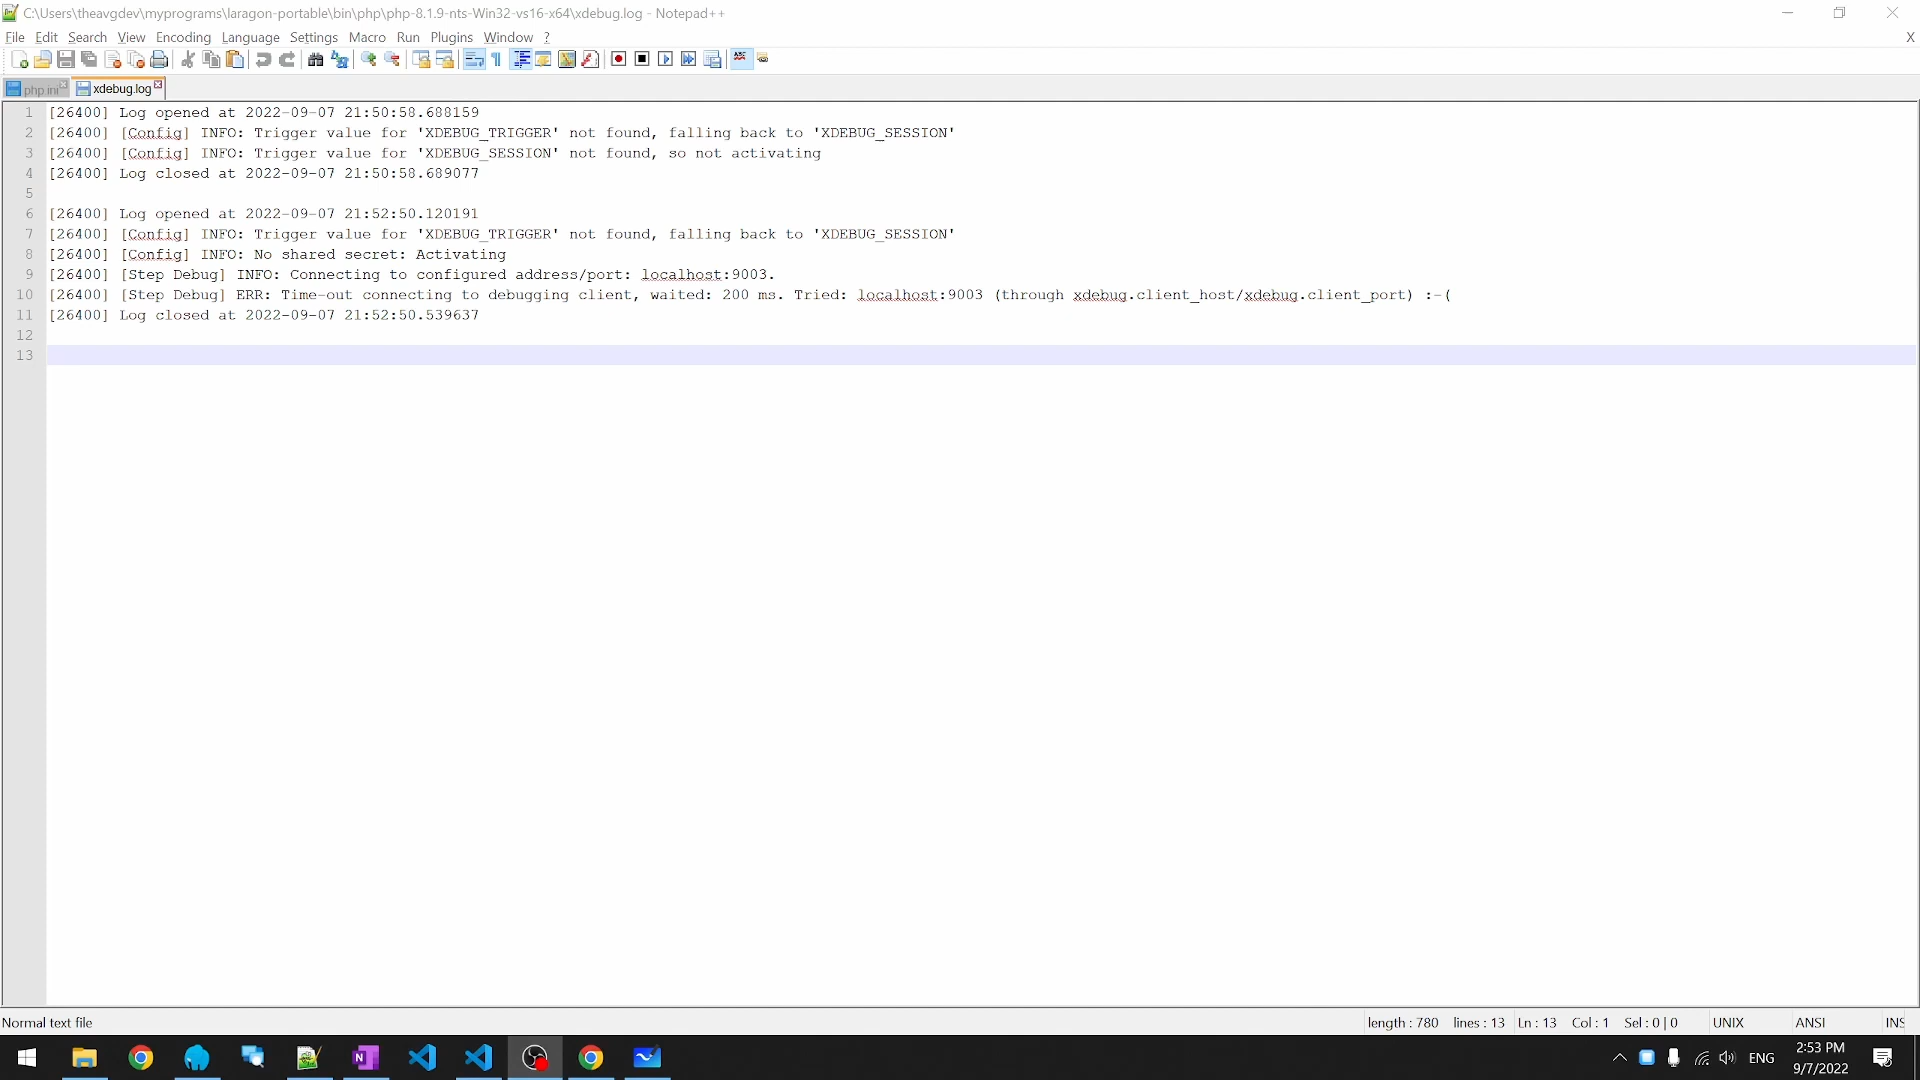 C:\Users\theavgdev\myprograms\laragon-portable\bin\php\php-8.1.9-nts-Win32-vs16-x64\xdebug.log - Notepad++
File Edit Search View Encoding Language Settings Macro Run Plugins Window ? X
php.ini xdebug.log
1 [26400] Log opened at 2022-09-07 21:50:58.688159
2 [26400] [Config] INFO: Trigger value for 'XDEBUG_TRIGGER' not found, falling back to 'XDEBUG_SESSION'
3 [26400] [Config] INFO: Trigger value for 'XDEBUG_SESSION' not found, so not activating
4 [26400] Log closed at 2022-09-07 21:50:58.689077
5
6 [26400] Log opened at 2022-09-07 21:52:50.120191
7 [26400] [Config] INFO: Trigger value for 'XDEBUG_TRIGGER' not found, falling back to 'XDEBUG_SESSION'
8 [26400] [Config] INFO: No shared secret: Activating
9 [26400] [Step Debug] INFO: Connecting to configured address/port: localhost:9003.
10 [26400] [Step Debug] ERR: Time-out connecting to debugging client, waited: 200 ms. Tried: localhost:9003 (through xdebug.client_host/xdebug.client_port) :-(
11 [26400] Log closed at 2022-09-07 21:52:50.539637
12
13
Normal text file length : 780 lines : 13 Ln : 13 Col : 1 Sel : 0 | 0 UNIX ANSI INS
ENG 2:53 PM
9/7/2022